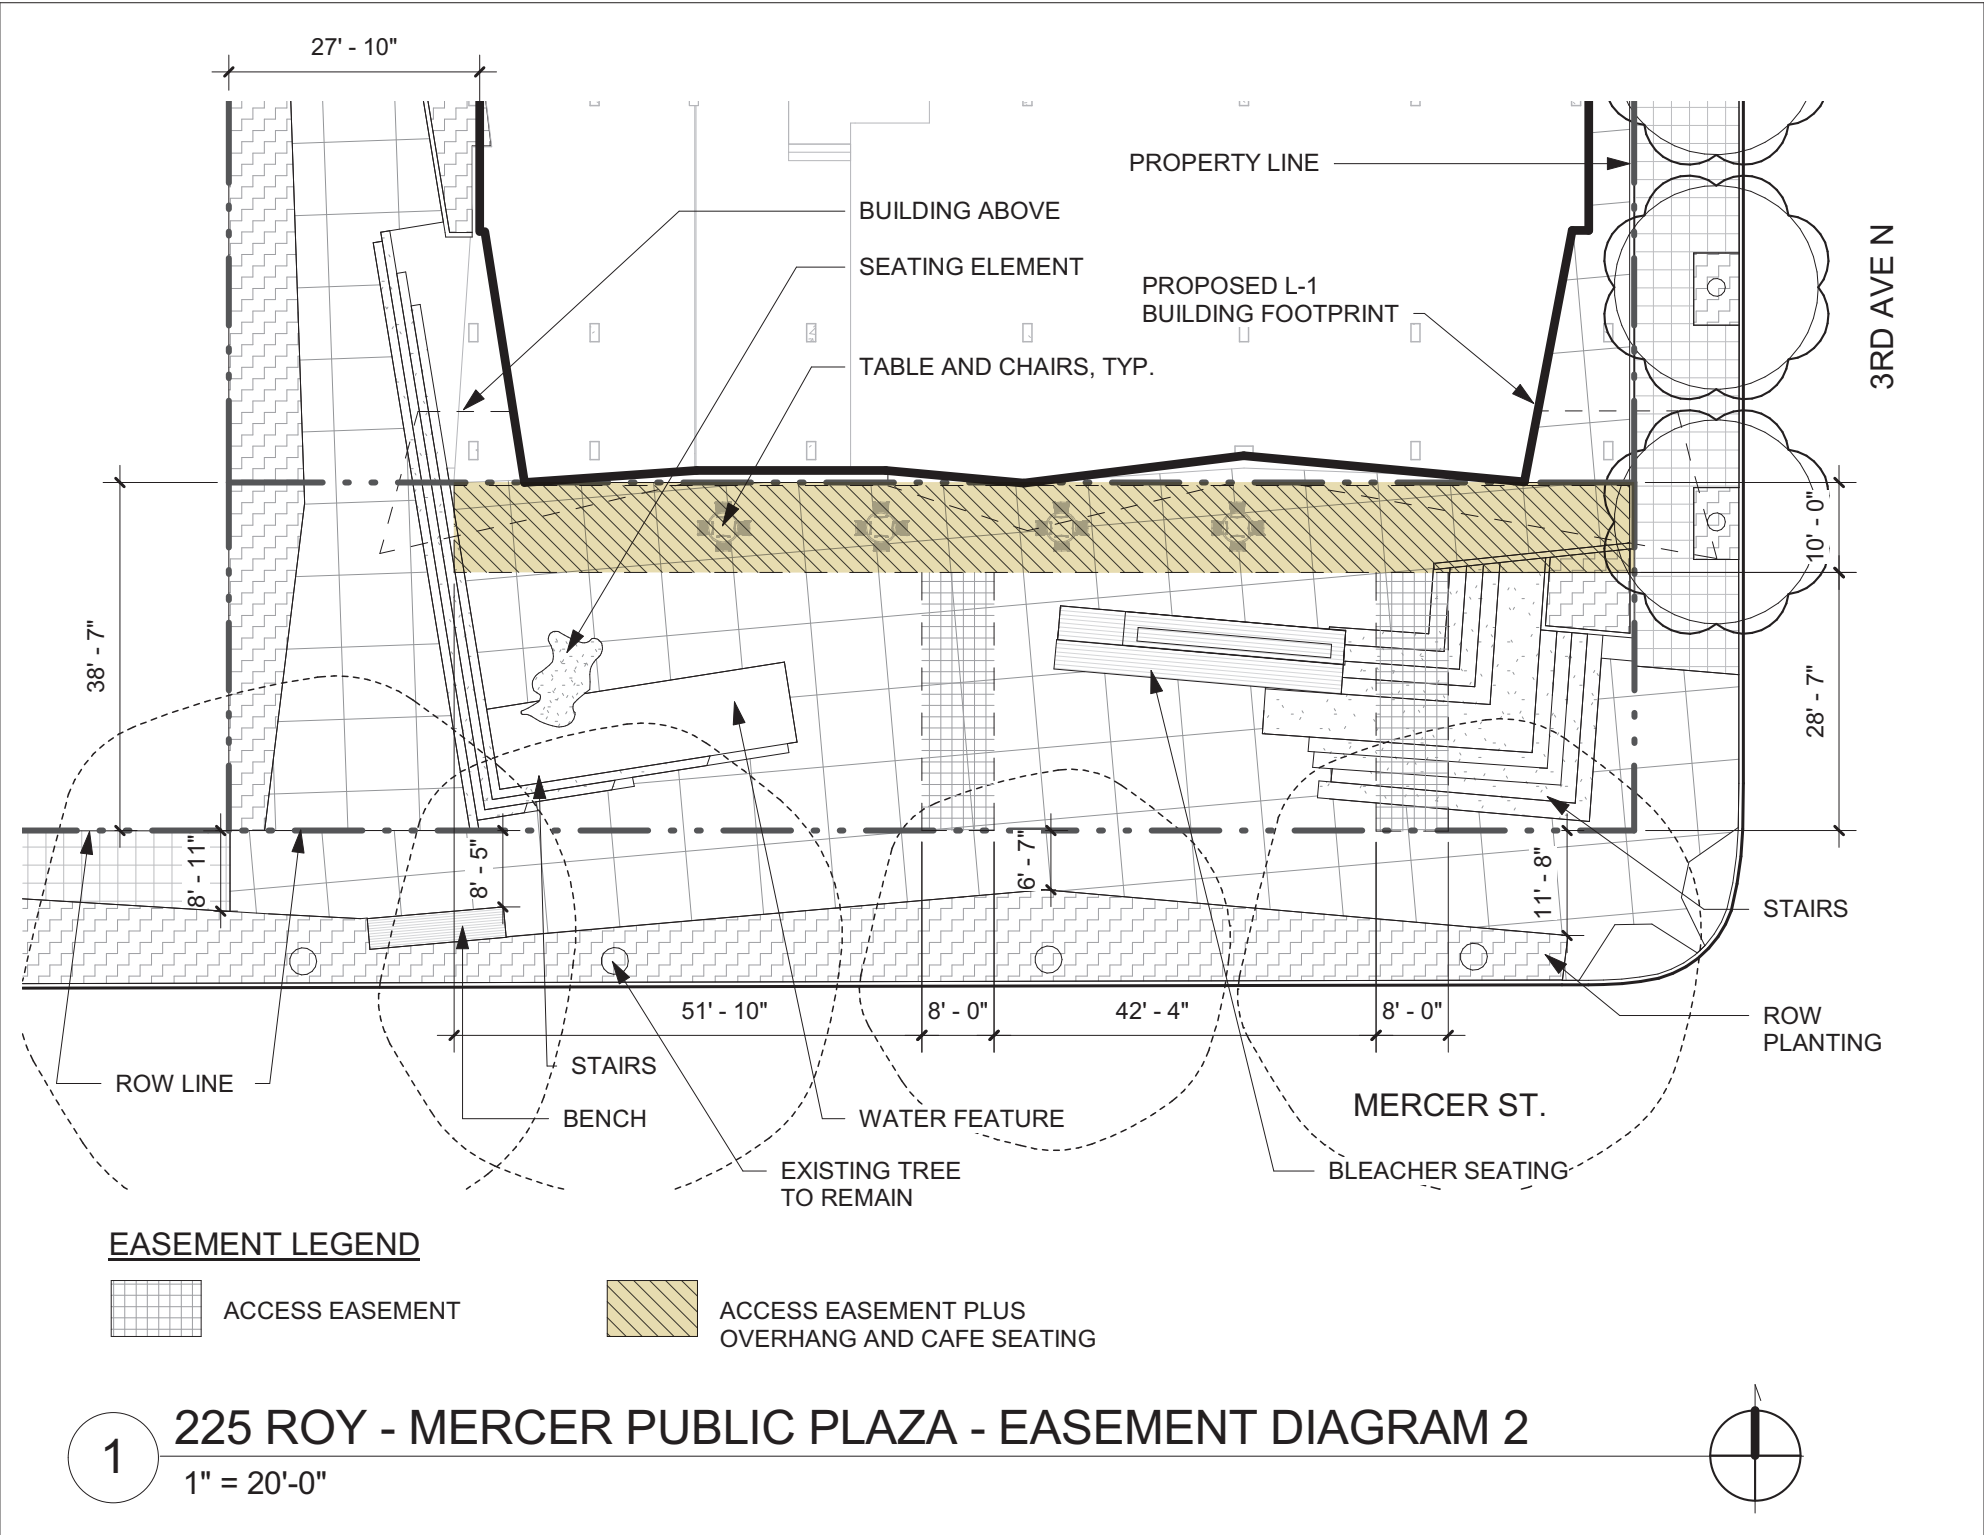 27' - 10"
PROPERTY LINE
BUILDING ABOVE
SEATING ELEMENT
PROPOSED L-1
BUILDING FOOTPRINT
TABLE AND CHAIRS, TYP.
3RD AVE N
10' - 0"
38' - 7"
28' - 7"
8' - 11"
8' - 5"
6' - 7"
11' - 8"
STAIRS
51' - 10"
8' - 0"
42' - 4"
8' - 0"
ROW
PLANTING
STAIRS
ROW LINE
BENCH
WATER FEATURE
MERCER ST.
EXISTING TREE
TO REMAIN
BLEACHER SEATING
EASEMENT LEGEND
ACCESS EASEMENT
ACCESS EASEMENT PLUS
OVERHANG AND CAFE SEATING
1
225 ROY - MERCER PUBLIC PLAZA - EASEMENT DIAGRAM 2
1" = 20'-0"